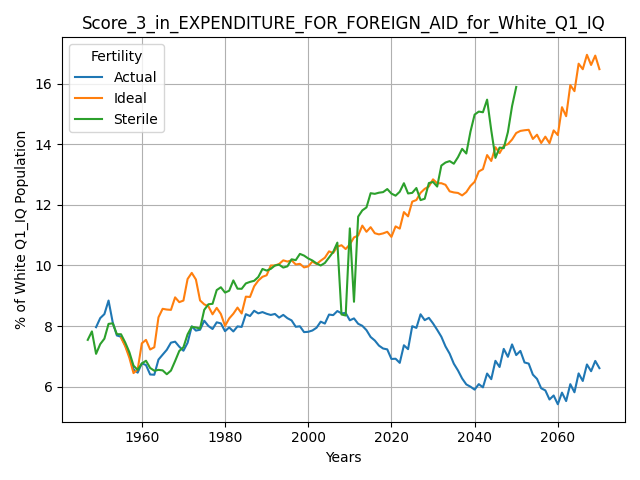 Score_3_in_EXPENDITURE_FOR_FOREIGN_AID_for_White_Q1_IQ
Fertility
Actual
Ideal
Sterile
% of White Q1_IQ Population
16
14
12
10
8
6
1960 1980 2000 2020 2040 2060
Years